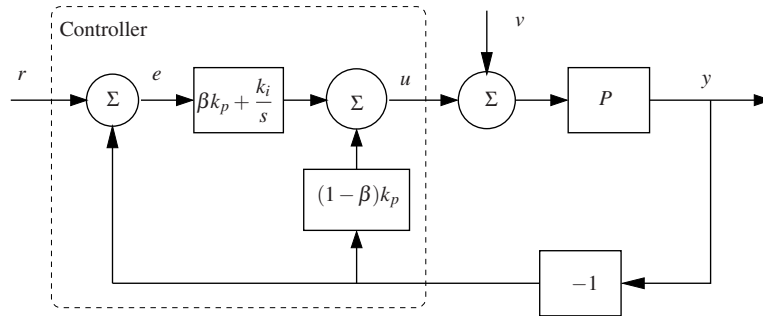 Controller
v
r
e
u
y
Σ
βk_p + k_i/s
Σ
Σ
P
(1 − β)k_p
−1